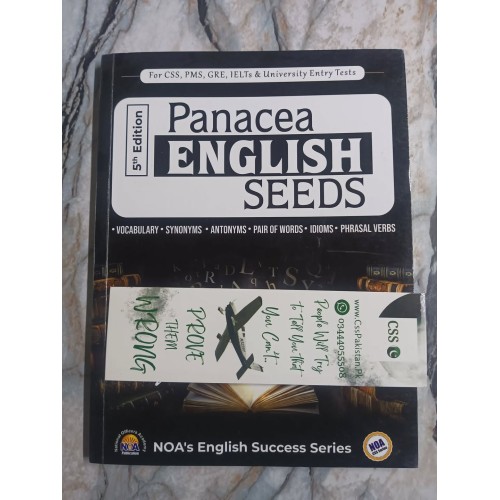 For CSS, PMS, GRE, IELTs & University Entry Tests
5th Edition
Panacea
ENGLISH
SEEDS
• VOCABULARY • SYNONYMS • ANTONYMS • PAIR OF WORDS • IDIOMS • PHRASAL VERBS
CSS
www.CssPakistan.Pk
03444055508
People Will Try
to Tell You that
You Can't...
PROVE
THEM
WRONG
NOA
NOA's English Success Series
NOA